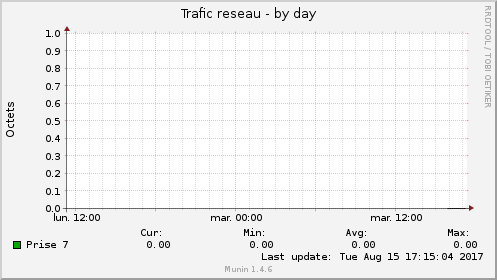 Trafic reseau - by day
RRDTOOL / TOBI OETIKER
Octets
1.0
0.9
0.8
0.7
0.6
0.5
0.4
0.3
0.2
0.1
0.0
lun. 12:00 mar. 00:00 mar. 12:00
Cur: Min: Avg: Max:
Prise 7 0.00 0.00 0.00 0.00
Last update: Tue Aug 15 17:15:04 2017
Munin 1.4.6